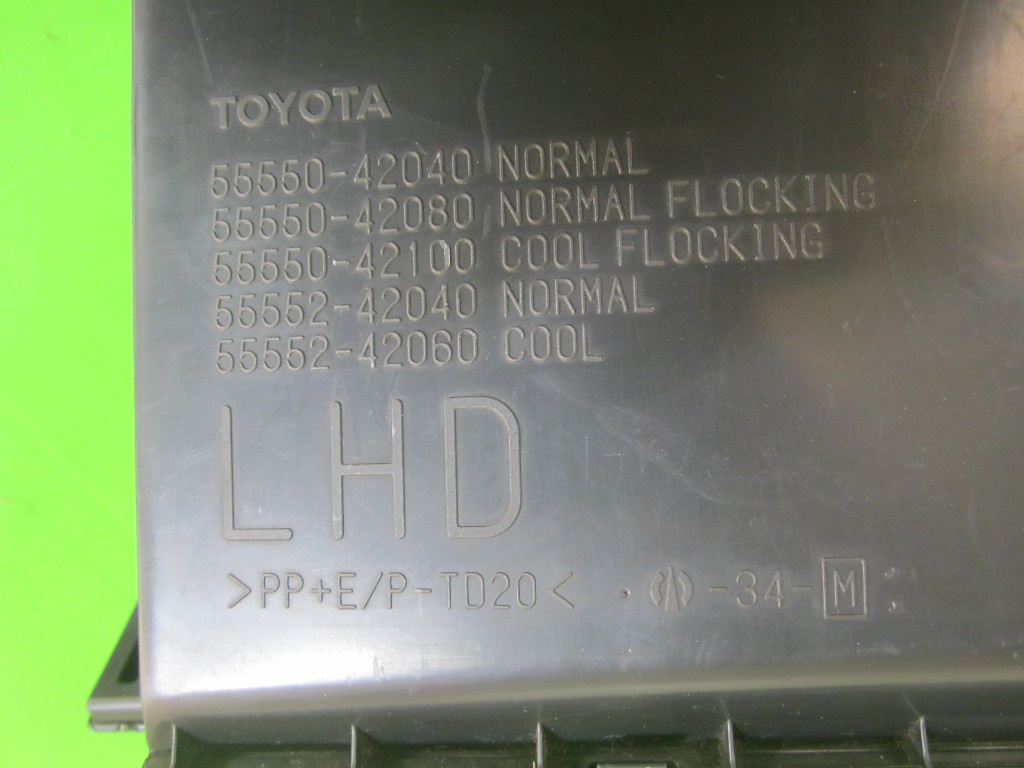 TOYOTA
55550-42040 NORMAL
55550-42080 NORMAL FLOCKING
55550-42100 COOL FLOCKING
55552-42040 NORMAL
55552-42060 COOL
LHD
>PP+E/P-TD20< -34-M